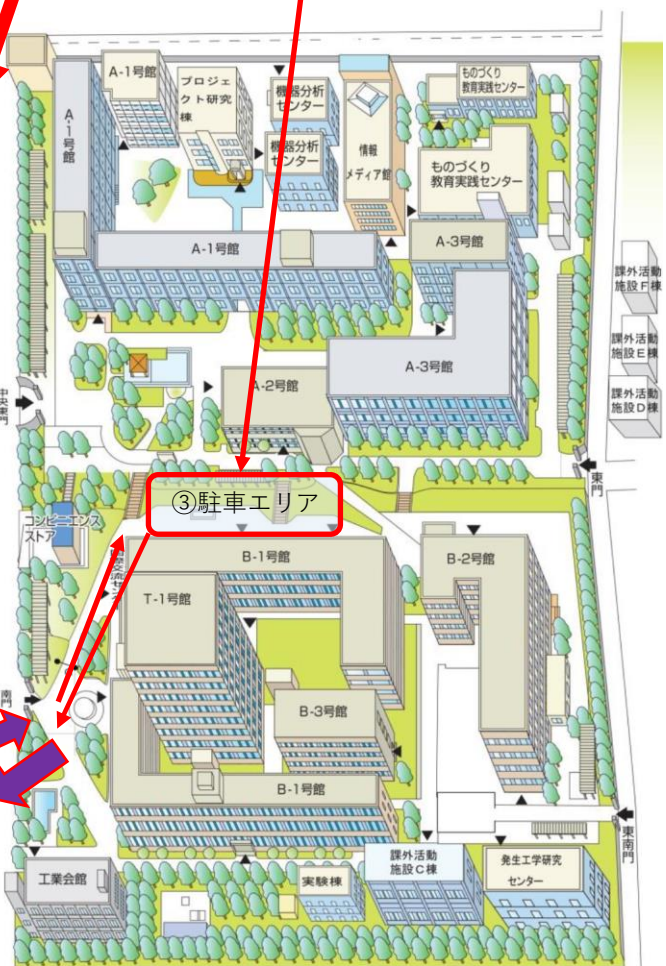 A-1号館
A-1号館
プロジェ
クト研究
棟
機器分析
センター
機器分析
センター
情報
メディア館
ものづくり
教育実践センター
ものづくり
教育実践センター
A-1号館
A-3号館
課外活動
施設F棟
課外活動
施設E棟
課外活動
施設D棟
A-3号館
A-2号館
中央東門
東門
③駐車エリア
コンビニエンス
ストア
B-1号館
B-2号館
T-1号館
南門
B-3号館
B-1号館
東南門
工業会館
実験棟
課外活動
施設C棟
発生工学研究
センター